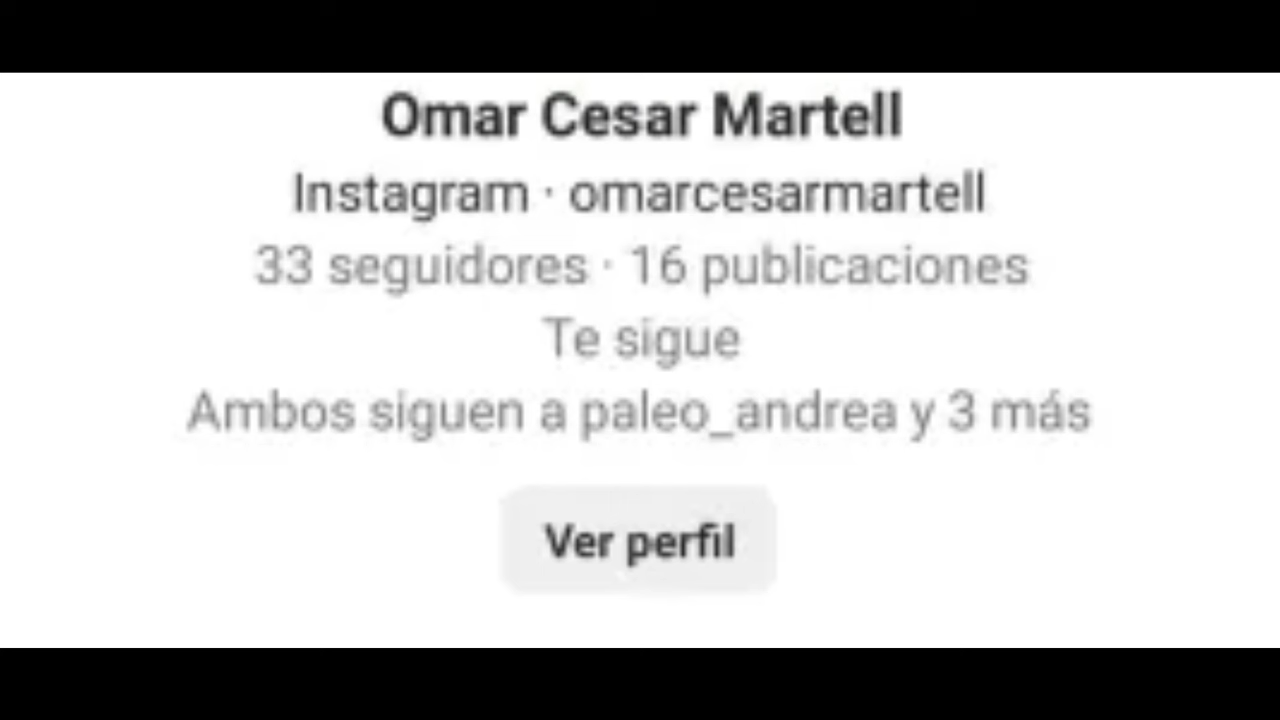 Omar Cesar Martell
Instagram · omarcesarmartell
33 seguidores · 16 publicaciones
Te sigue
Ambos siguen a paleo_andrea y 3 más
Ver perfil